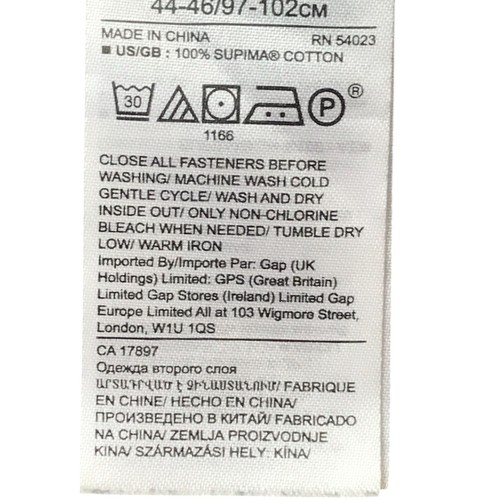 44-46/97-102CM
MADE IN CHINA RN 54023
■ US/GB : 100% SUPIMA® COTTON
30 P ®
1166
CLOSE ALL FASTENERS BEFORE
WASHING/ MACHINE WASH COLD
GENTLE CYCLE/ WASH AND DRY
INSIDE OUT/ ONLY NON-CHLORINE
BLEACH WHEN NEEDED/ TUMBLE DRY
LOW/ WARM IRON
Imported By/Importe Par: Gap (UK
Holdings) Limited: GPS (Great Britain)
Limited Gap Stores (Ireland) Limited Gap
Europe Limited All at 103 Wigmore Street,
London, W1U 1QS
CA 17897
Одежда второго слоя
ԱՐՏԱԴՐՎԱԾ Է ՉԻՆԱՍՏԱՆՈՒՄ/ FABRIQUE
EN CHINE/ HECHO EN CHINA/
ПРОИЗВЕДЕНО В КИТАЙ/ FABRICADO
NA CHINA/ ZEMLJA PROIZVODNJE
KINA/ SZÁRMAZÁSI HELY: KÍNA/